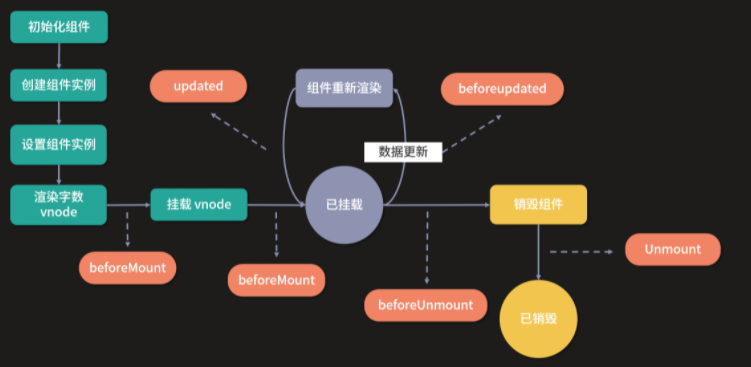 初始化组件
创建组件实例
updated
组件重新渲染
beforeupdated
设置组件实例
数据更新
渲染字数
vnode
挂载 vnode
已挂载
销毁组件
beforeMount
beforeMount
beforeUnmount
Unmount
已销毁